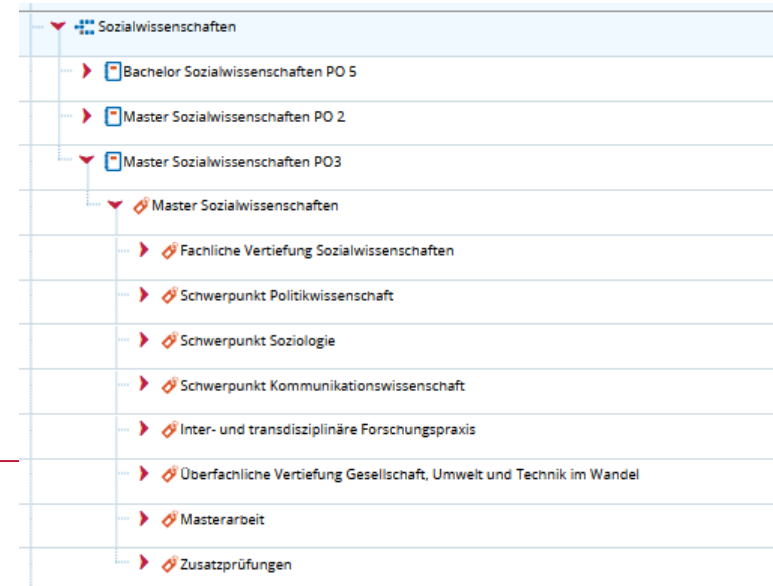 Sozialwissenschaften
Bachelor Sozialwissenschaften PO 5
Master Sozialwissenschaften PO 2
Master Sozialwissenschaften PO3
Master Sozialwissenschaften
Fachliche Vertiefung Sozialwissenschaften
Schwerpunkt Politikwissenschaft
Schwerpunkt Soziologie
Schwerpunkt Kommunikationswissenschaft
Inter- und transdisziplinäre Forschungspraxis
Überfachliche Vertiefung Gesellschaft, Umwelt und Technik im Wandel
Masterarbeit
Zusatzprüfungen